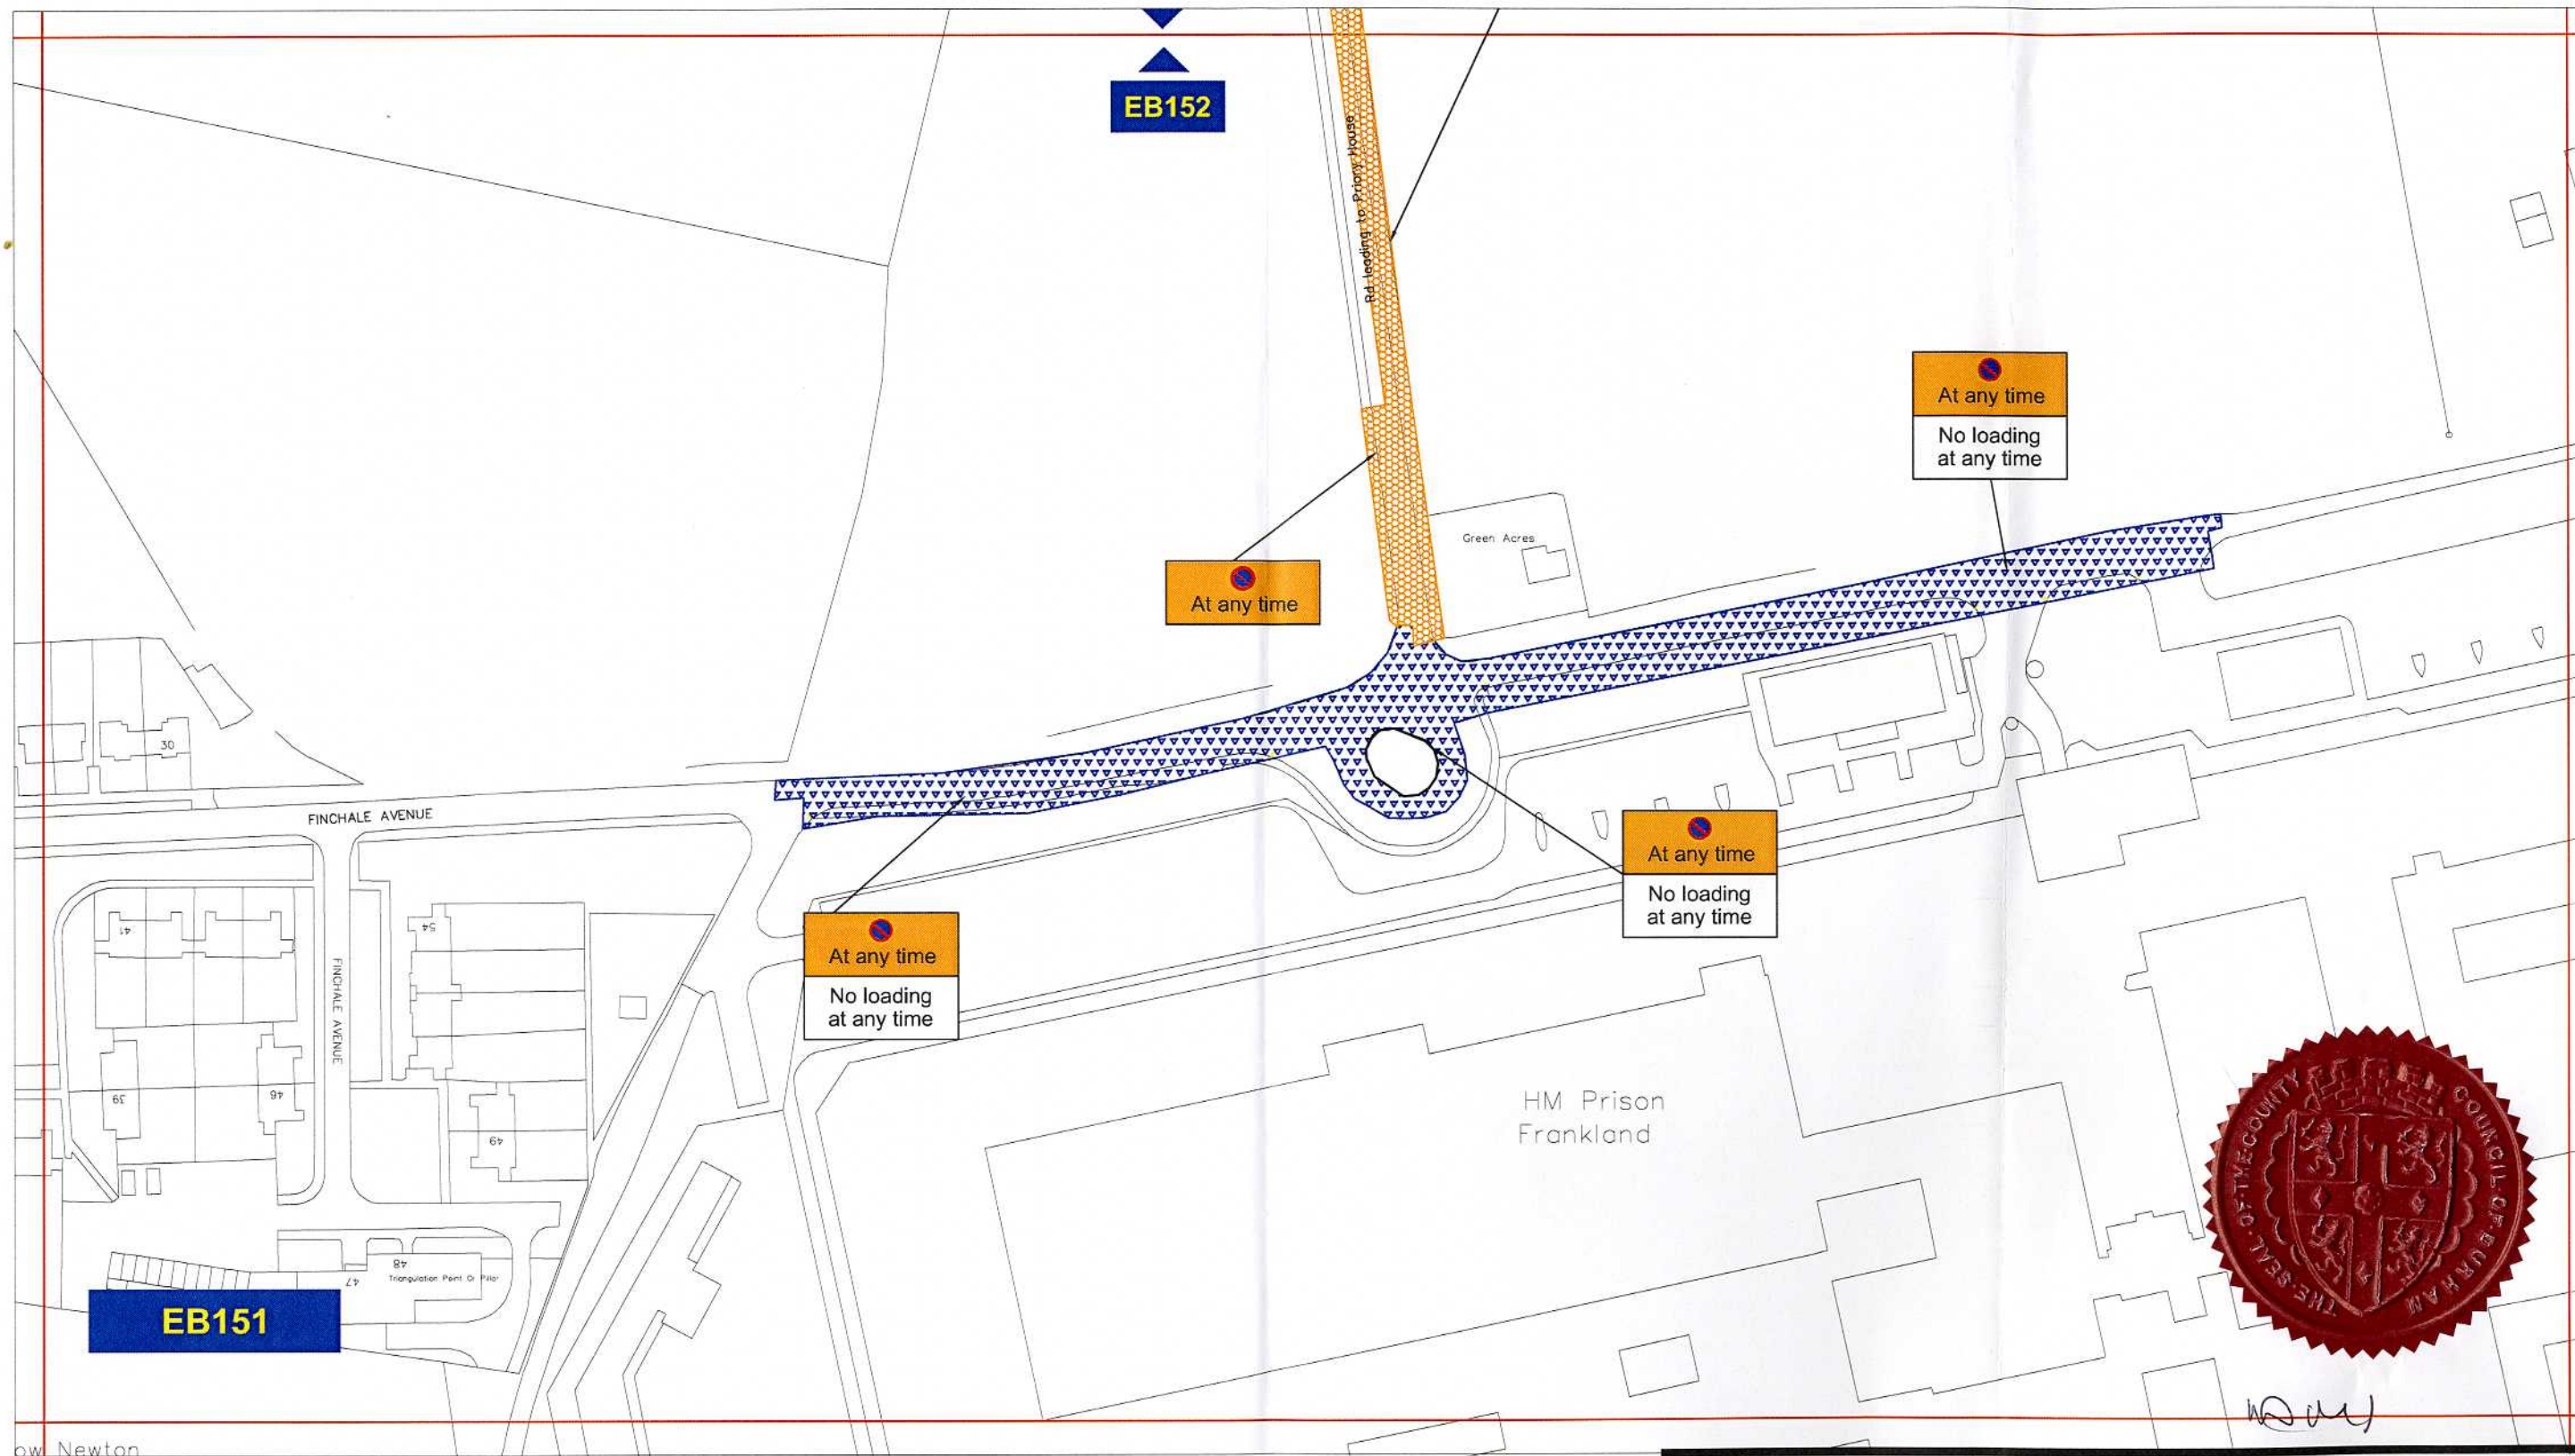 EB152
Rd leading to Priory House
At any time
No loading
at any time
Green Acres
At any time
30
FINCHALE AVENUE
At any time
No loading
at any time
At any time
No loading
at any time
41
54
FINCHALE AVENUE
39
46
49
HM Prison
Frankland
48
47
Triangulation Point Or Pillar
EB151
THE·SEAL·OF·THE·COUNTY COUNCIL·OF·DURHAM
ow Newton